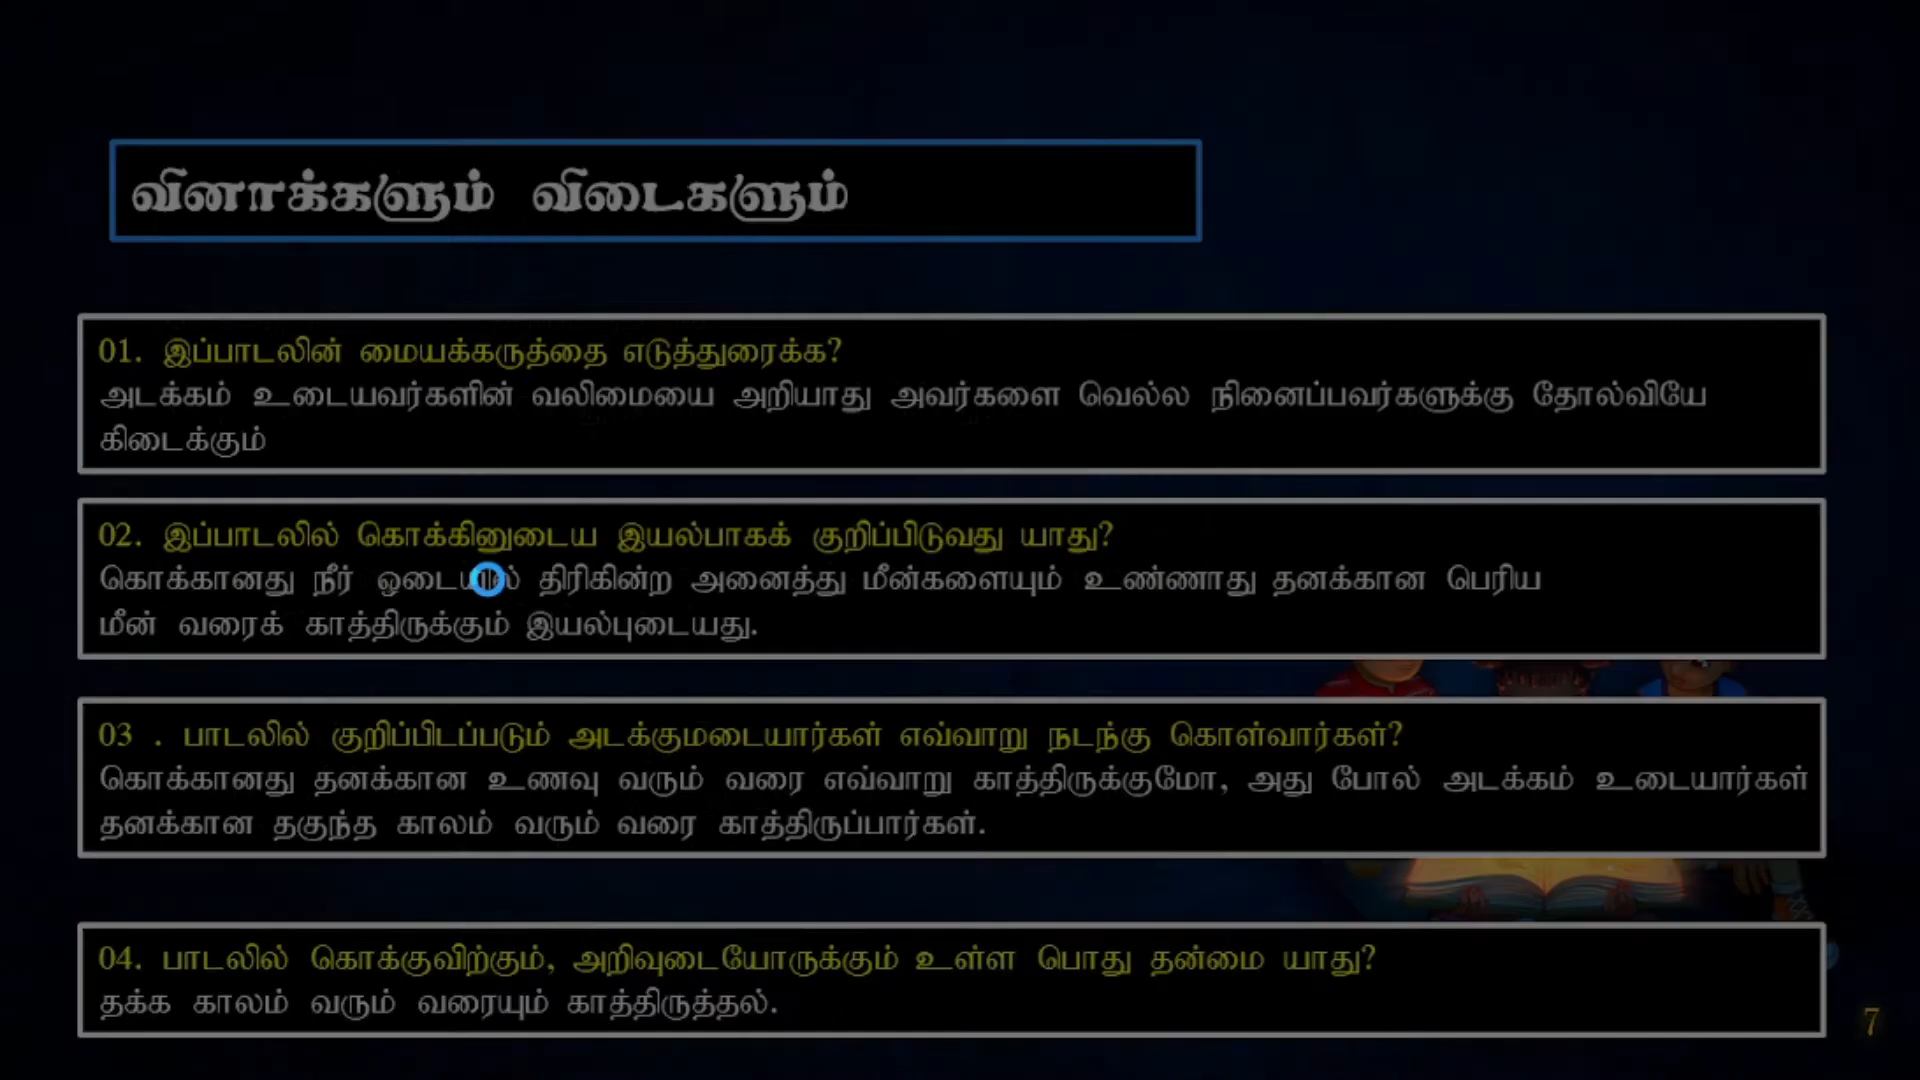 வினாக்களும் விடைகளும்
01. இப்பாடலின் மையக்கருத்தை எடுத்துரைக்க?
அடக்கம் உடையவர்களின் வலிமையை அறியாது அவர்களை வெல்ல நினைப்பவர்களுக்கு தோல்வியே
கிடைக்கும்
02. இப்பாடலில் கொக்கினுடைய இயல்பாகக் குறிப்பிடுவது யாது?
கொக்கானது நீர் ஓடையில் திரிகின்ற அனைத்து மீன்களையும் உண்ணாது தனக்கான பெரிய
மீன் வரைக் காத்திருக்கும் இயல்புடையது.
03 . பாடலில் குறிப்பிடப்படும் அடக்குமடையார்கள் எவ்வாறு நடந்கு கொள்வார்கள்?
கொக்கானது தனக்கான உணவு வரும் வரை எவ்வாறு காத்திருக்குமோ, அது போல் அடக்கம் உடையார்கள்
தனக்கான தகுந்த காலம் வரும் வரை காத்திருப்பார்கள்.
04. பாடலில் கொக்குவிற்கும், அறிவுடையோருக்கும் உள்ள பொது தன்மை யாது?
தக்க காலம் வரும் வரையும் காத்திருத்தல்.
7